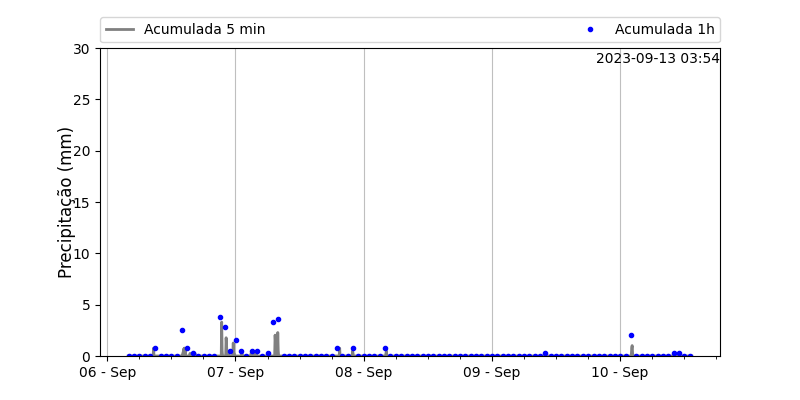 Acumulada 5 min
Acumulada 1h
2023-09-13 03:54
Precipitação (mm)
30
25
20
15
10
5
0
06 - Sep
07 - Sep
08 - Sep
09 - Sep
10 - Sep